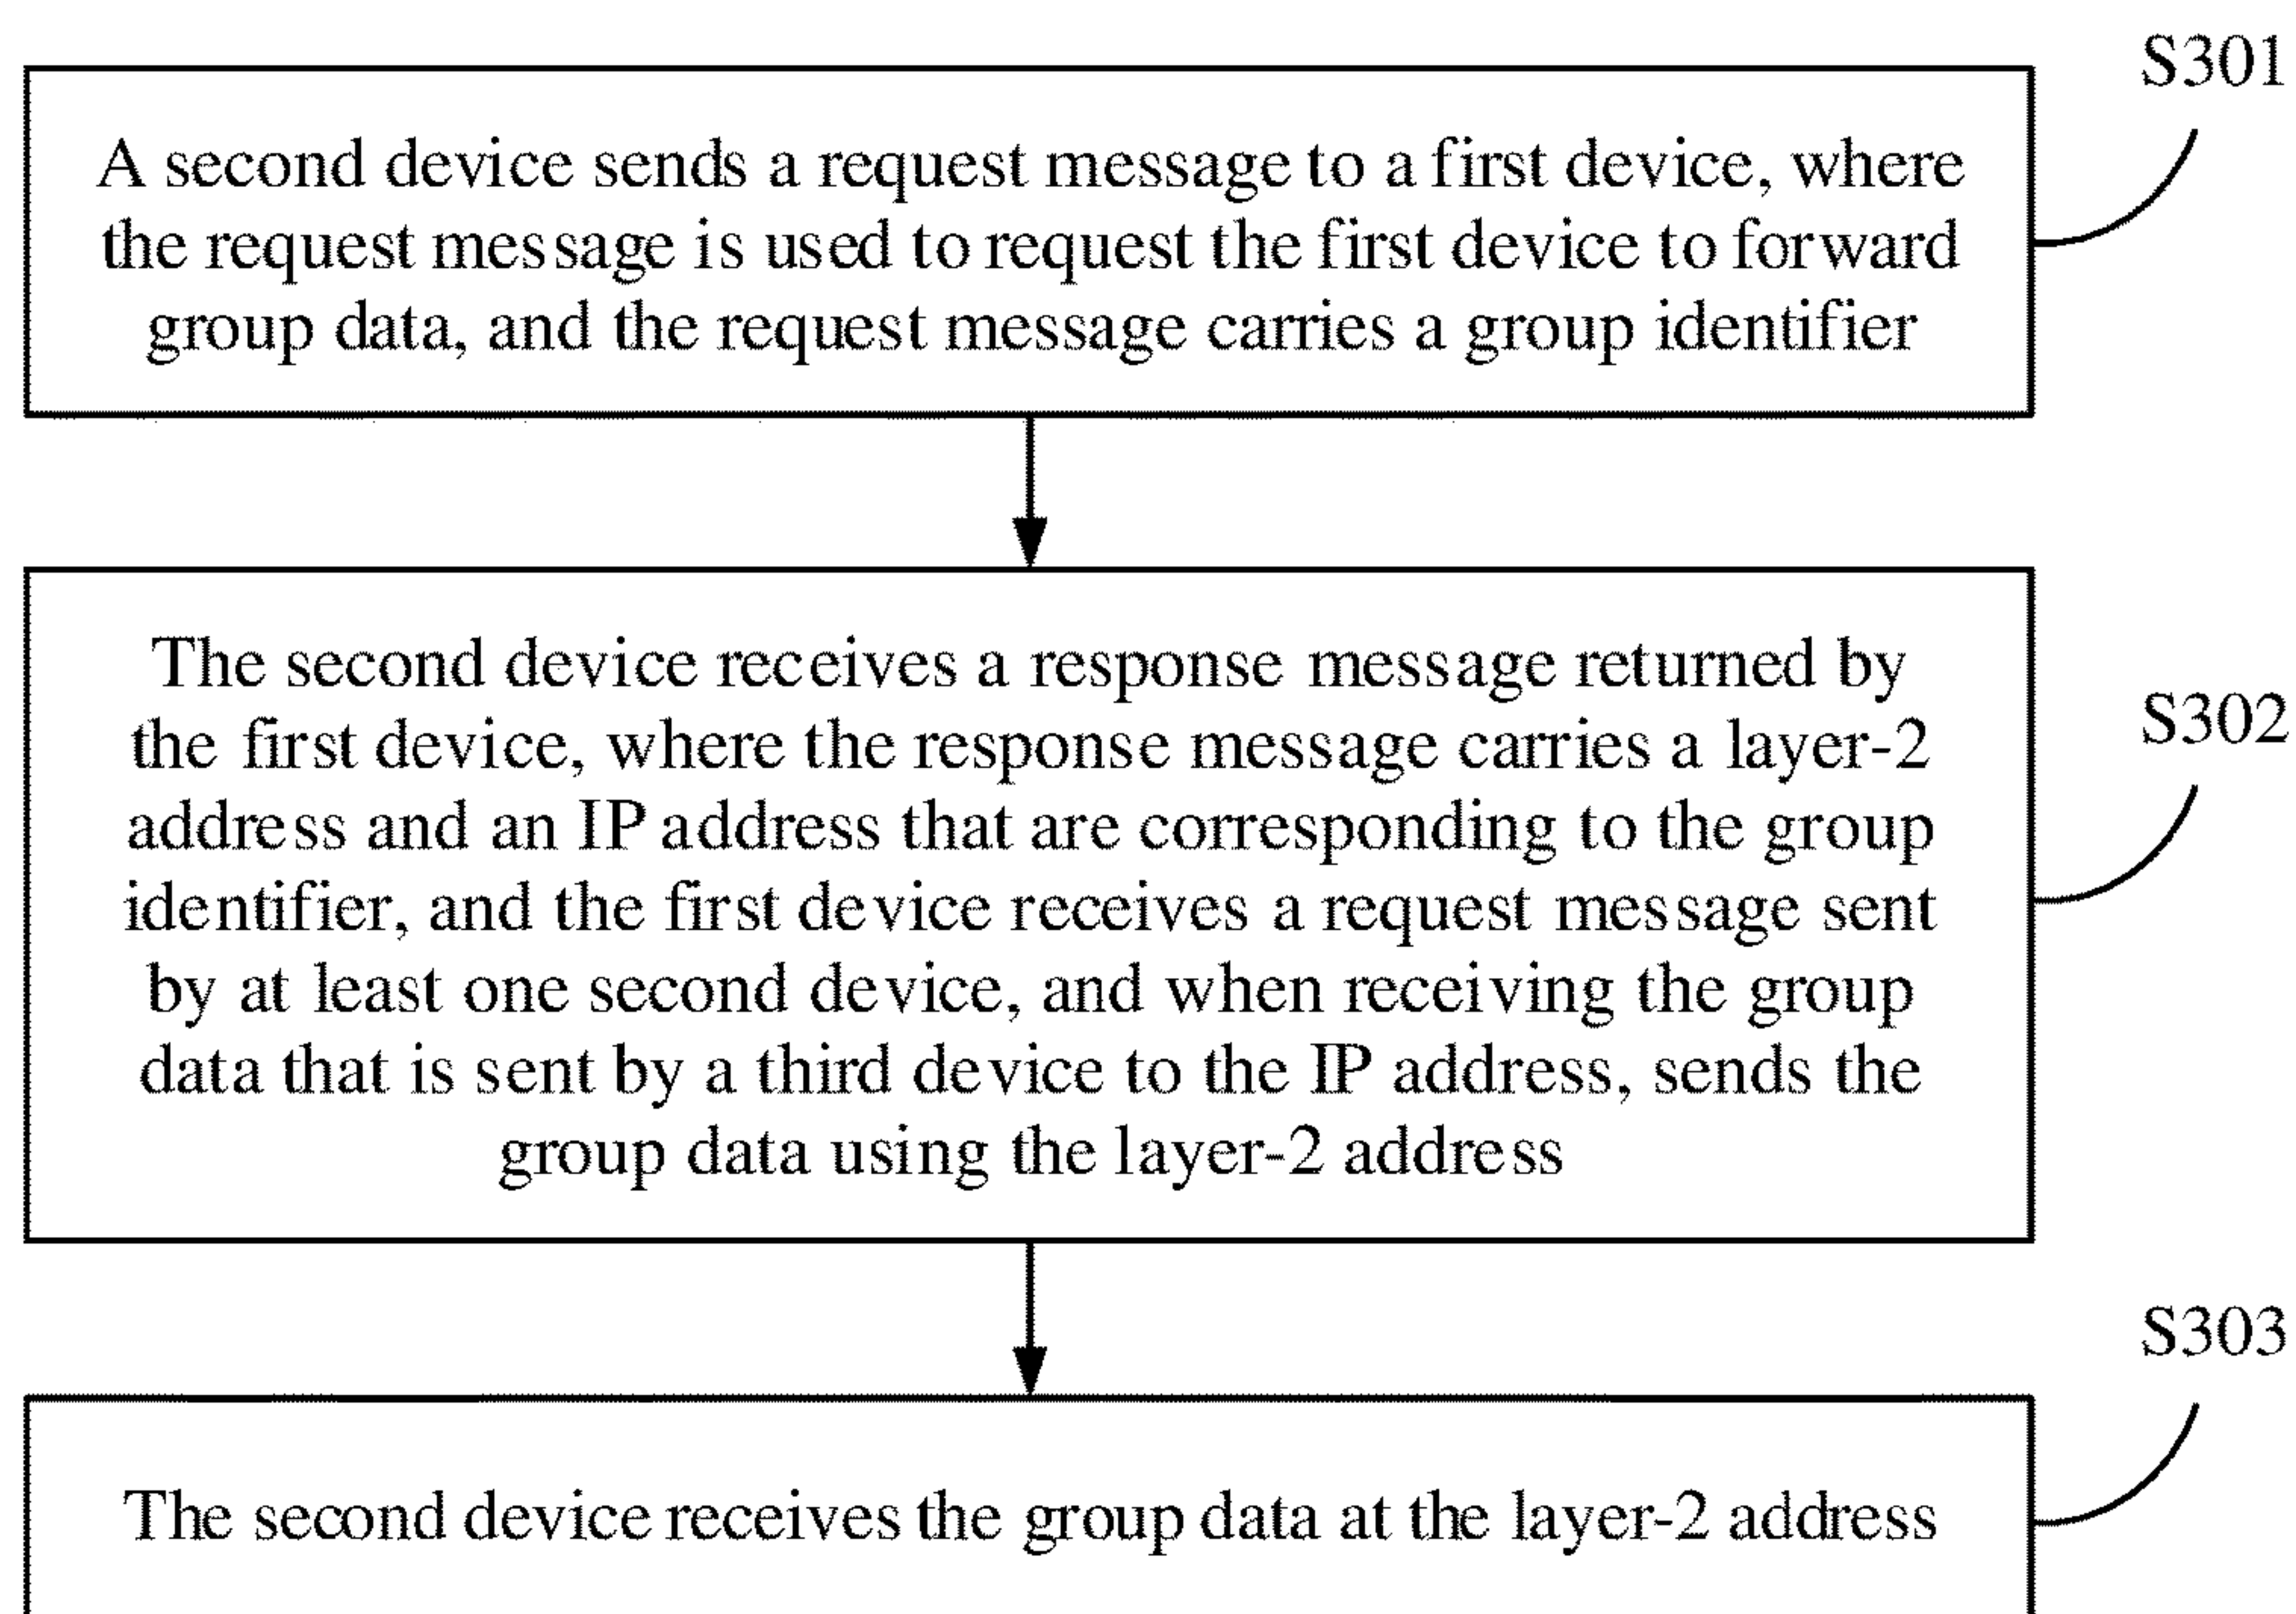 S301
A second device sends a request message to a first device, where
the request message is used to request the first device to forward
group data, and the request message carries a group identifier
The second device receives a response message returned by
the first device, where the response message carries a layer-2
address and an IP address that are corresponding to the group
identifier, and the first device receives a request message sent
by at least one second device, and when receiving the group
data that is sent by a third device to the IP address, sends the
group data using the layer-2 address
S302
S303
The second device receives the group data at the layer-2 address